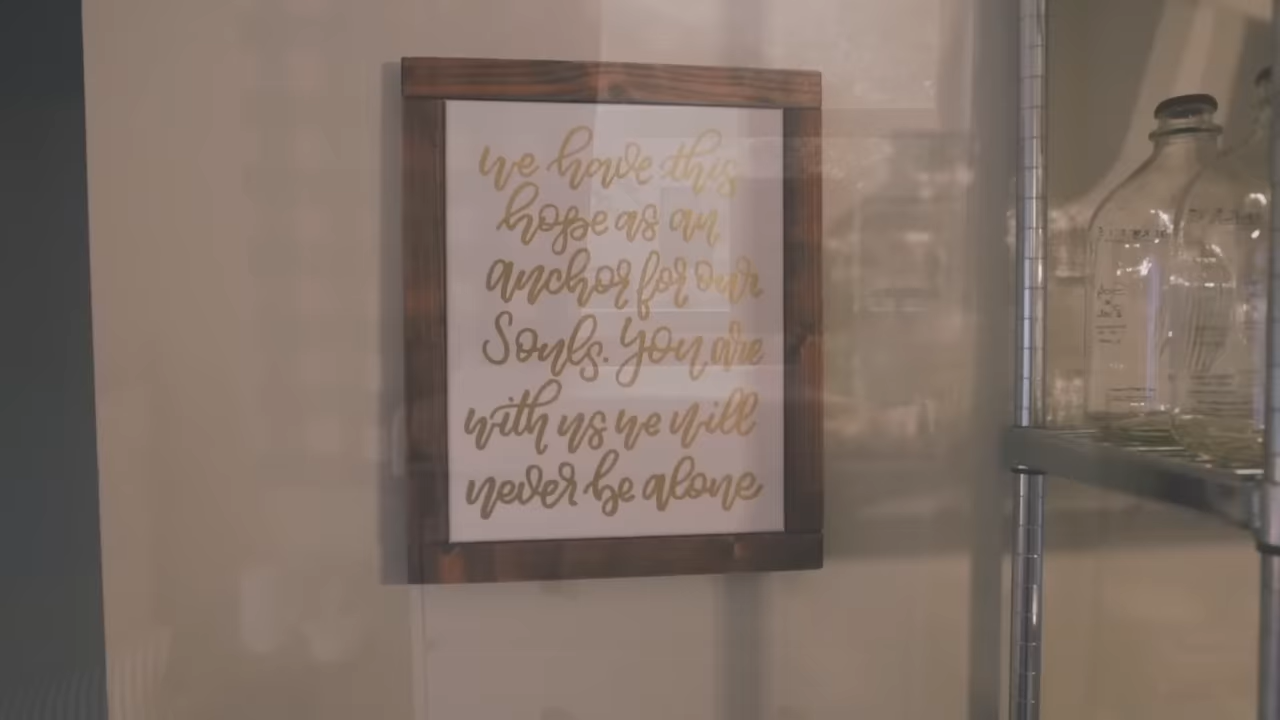 we have this
hope as an
anchor for our
Souls. You are
with us we will
never be alone